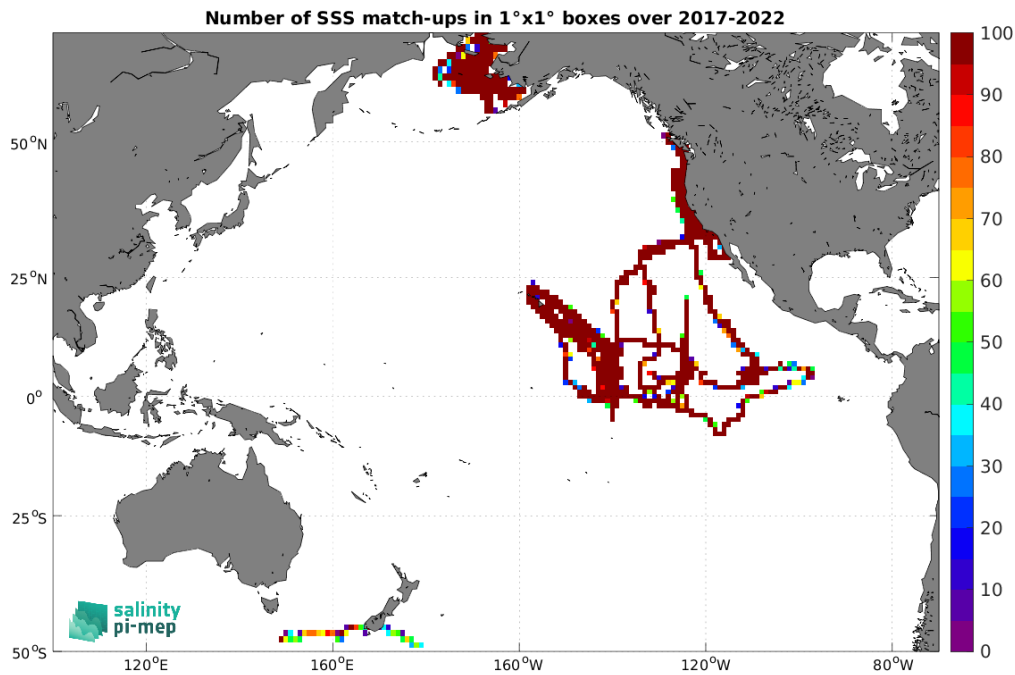 Number of SSS match-ups in 1°x1° boxes over 2017-2022
50°N
25°N
0°
25°S
50°S
120°E
160°E
160°W
120°W
80°W
100
90
80
70
60
50
40
30
20
10
0
salinity
pi-mep